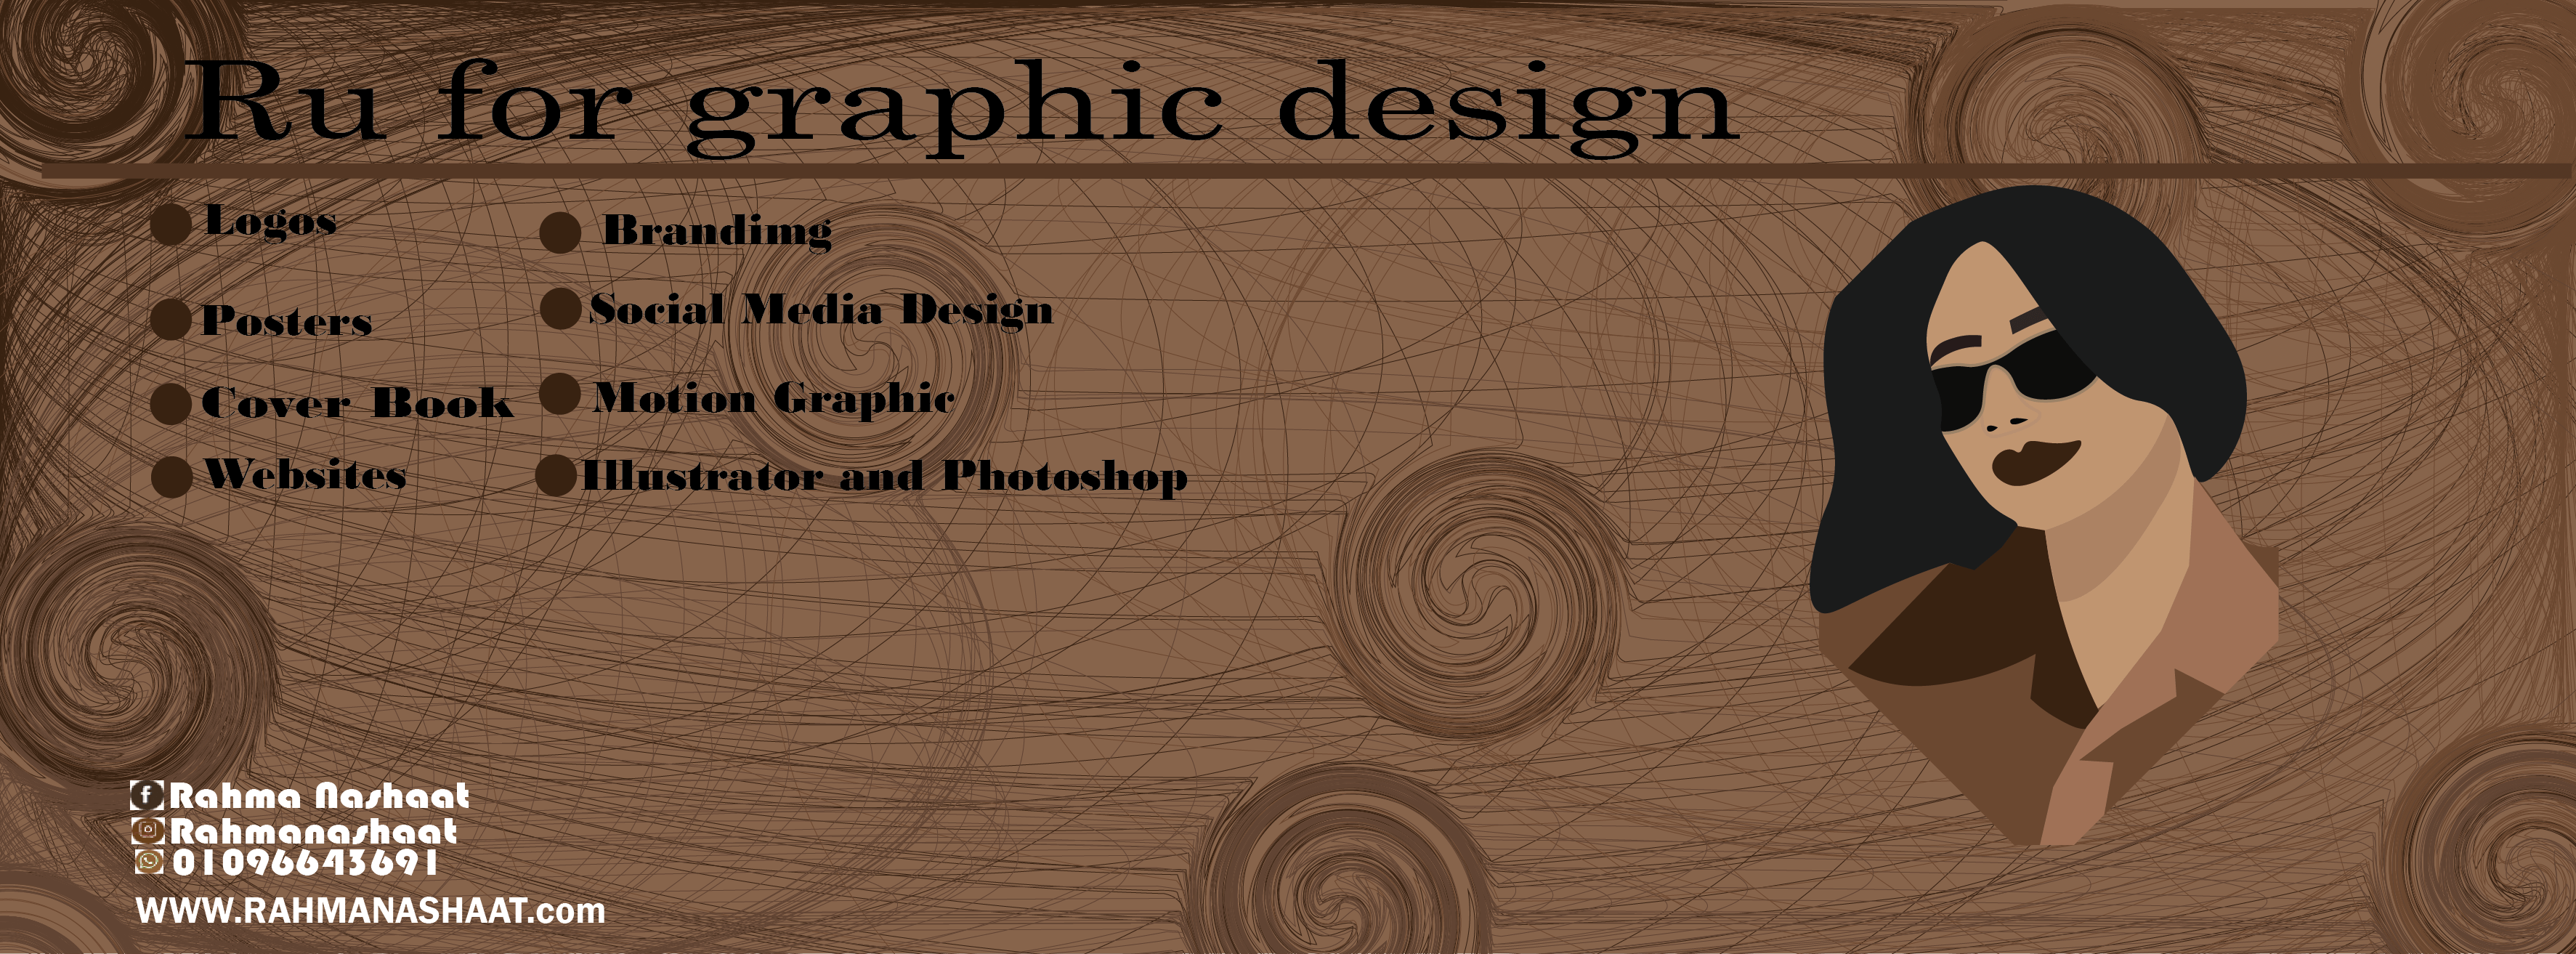 Ru for graphic design
Logos
Posters
Cover Book
Websites
Brandimg
Social Media Design
Motion Graphic
Illustrator and Photoshop
Rahma Nashaat
Rahmanashaat
01096643691
WWW.RAHMANASHAAT.com